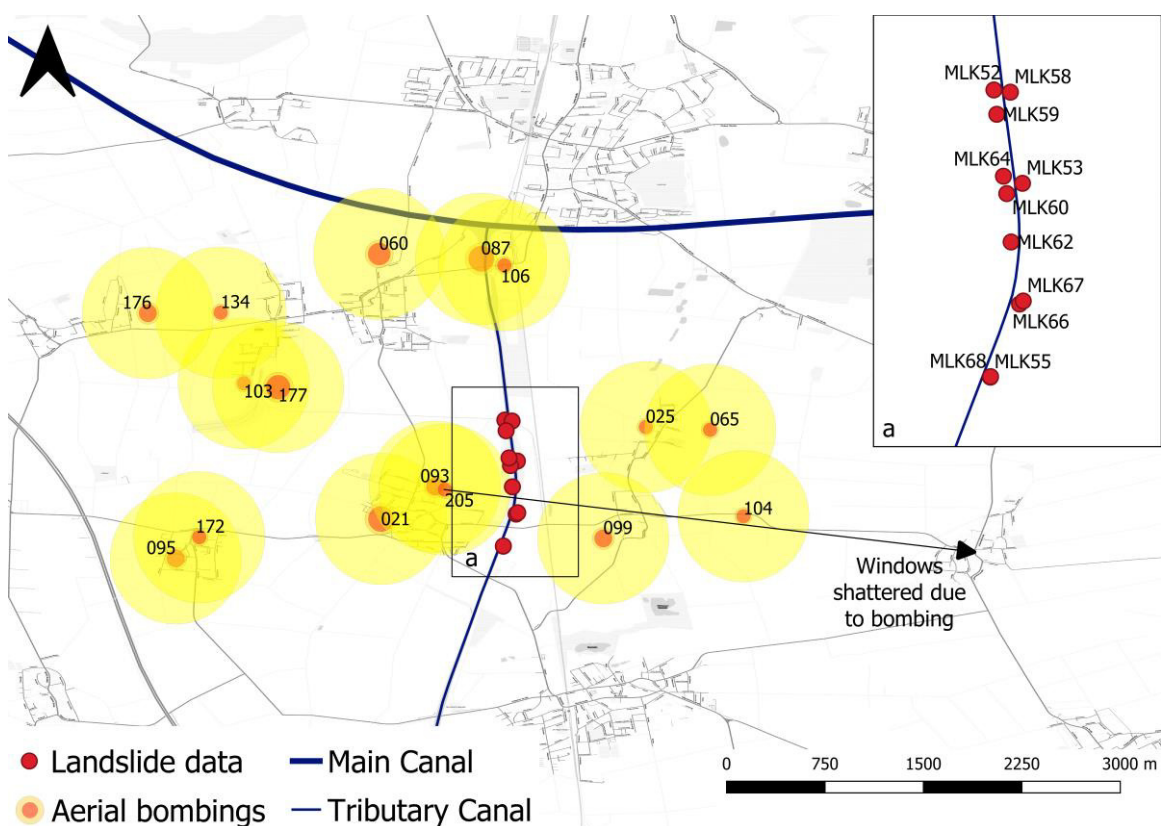 MLK52
MLK58
MLK59
MLK64
MLK53
MLK60
MLK62
MLK67
MLK66
MLK68
MLK55
a
060
087
106
176
134
103
177
025
065
093
205
021
104
099
172
095
a
Windows
shattered due
to bombing
Landslide data
Main Canal
Aerial bombings
Tributary Canal
0
750
1500
2250
3000 m